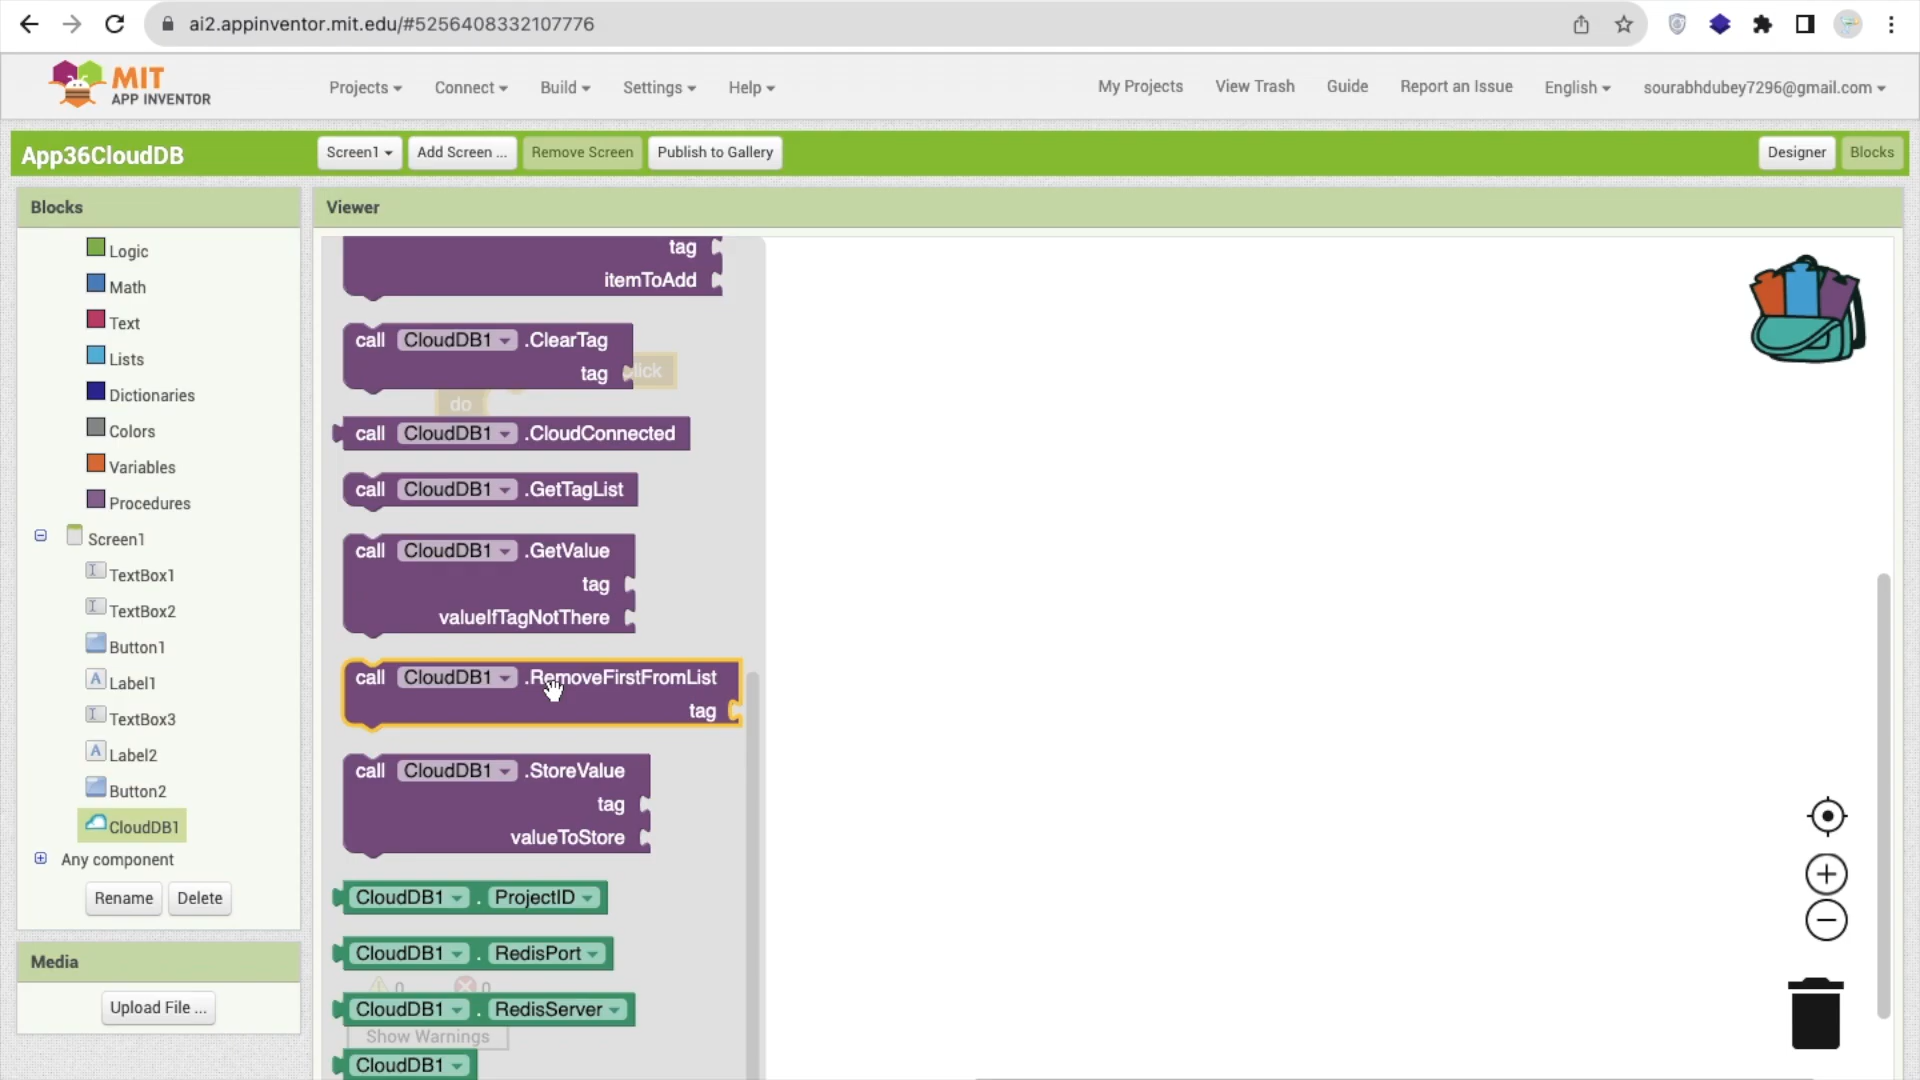 ai2.appinventor.mit.edu/#5256408332107776
MIT
APP INVENTOR
Projects Connect Build Settings Help My Projects View Trash Guide Report an Issue English sourabhdubey7296@gmail.com
App36CloudDB Screen1 Add Screen ... Remove Screen Publish to Gallery Designer Blocks
Blocks
Logic
Math
Text
Lists
Dictionaries
Colors
Variables
Procedures
Screen1
TextBox1
TextBox2
Button1
Label1
TextBox3
Label2
Button2
CloudDB1
Any component
Rename Delete
Media
Upload File ...
Viewer
tag
itemToAdd
call CloudDB1 .ClearTag
tag
lick
do
call CloudDB1 .CloudConnected
call CloudDB1 .GetTagList
call CloudDB1 .GetValue
tag
valueIfTagNotThere
call CloudDB1 .RemoveFirstFromList
tag
call CloudDB1 .StoreValue
tag
valueToStore
CloudDB1 . ProjectID
CloudDB1 . RedisPort
0 0
CloudDB1 . RedisServer
Show Warnings
CloudDB1